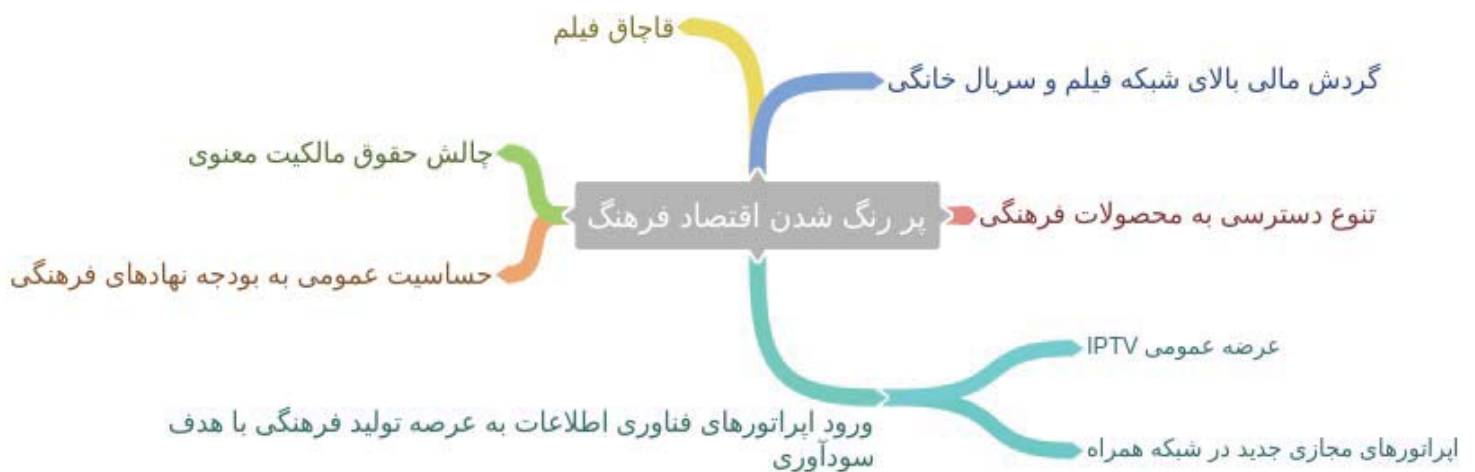 قاچاق فیلم
گردش مالی بالای شبکه فیلم و سریال خانگی
چالش حقوق مالکیت معنوی
پر رنگ شدن اقتصاد فرهنگ
تنوع دسترسی به محصولات فرهنگی
حساسیت عمومی به بودجه نهادهای فرهنگی
عرضه عمومی IPTV
ورود اپراتورهای فناوری اطلاعات به عرصه تولید فرهنگی با هدف
سودآوری
اپراتورهای مجازی جدید در شبکه همراه